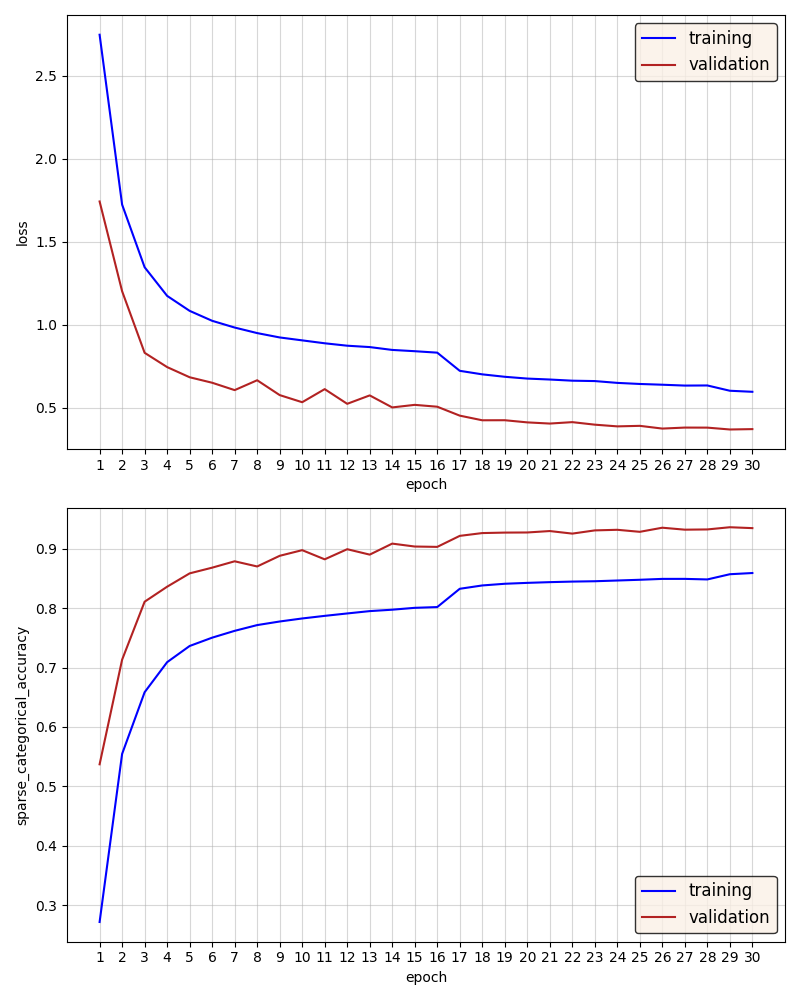 training
validation
2.5
2.0
1.5
1.0
0.5
loss
1 2 3 4 5 6 7 8 9 10 11 12 13 14 15 16 17 18 19 20 21 22 23 24 25 26 27 28 29 30
epoch
0.9
0.8
0.7
0.6
0.5
0.4
0.3
sparse_categorical_accuracy
training
validation
1 2 3 4 5 6 7 8 9 10 11 12 13 14 15 16 17 18 19 20 21 22 23 24 25 26 27 28 29 30
epoch